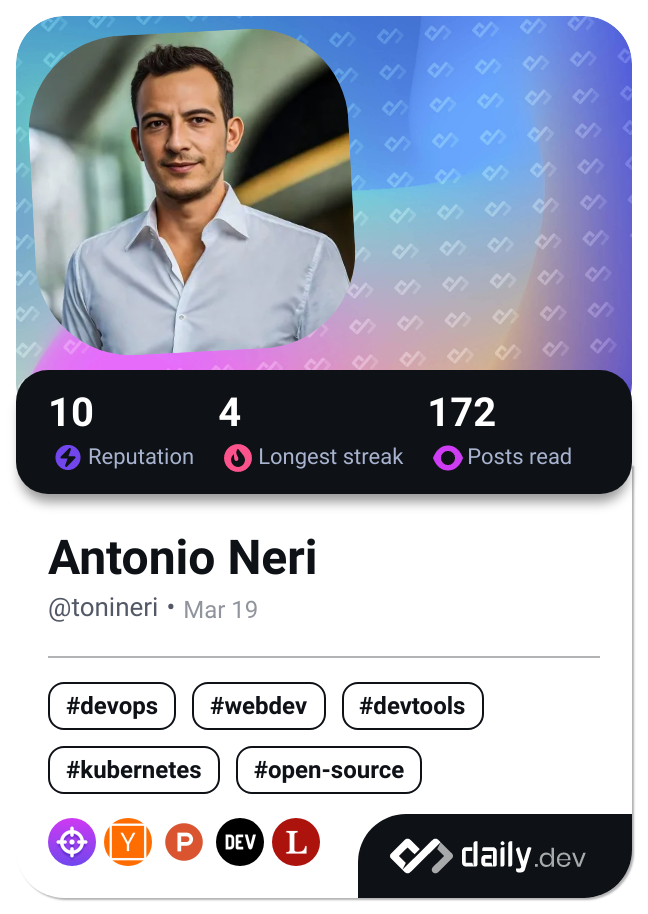 10 4 172
Reputation Longest streak Posts read
Antonio Neri
@tonineri • Mar 19
#devops #webdev #devtools
#kubernetes #open-source
Y P DEV L
daily.dev